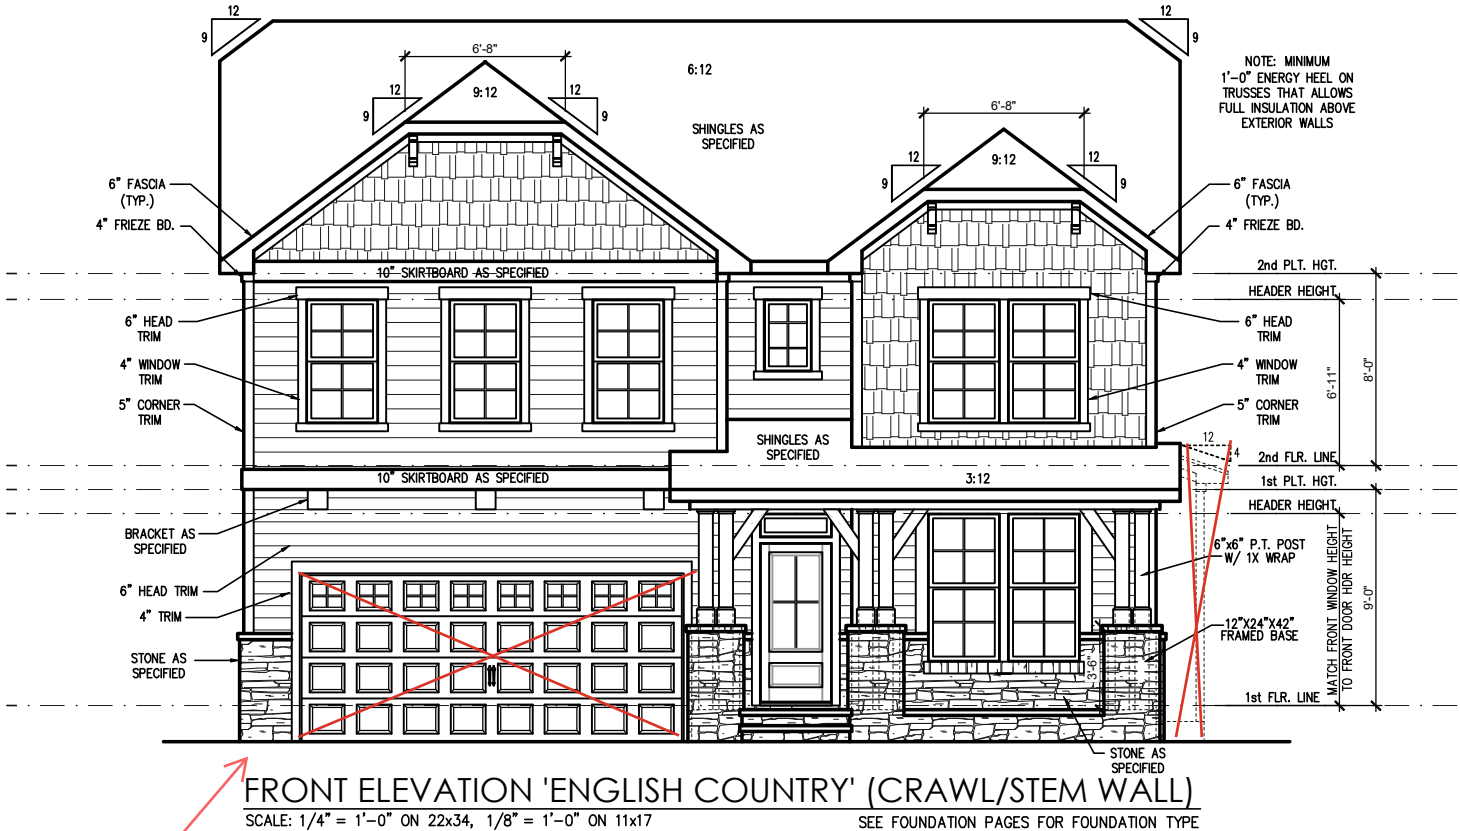 12
9
12
9
6'-8"
6:12
NOTE: MINIMUM
1'-0" ENERGY HEEL ON
TRUSSES THAT ALLOWS
FULL INSULATION ABOVE
EXTERIOR WALLS
12
9:12
12
9
9
6'-8"
SHINGLES AS
SPECIFIED
12
9:12
12
9
9
6" FASCIA
(TYP.)
4" FRIEZE BD.
6" FASCIA
(TYP.)
4" FRIEZE BD.
10" SKIRTBOARD AS SPECIFIED
2nd PLT. HGT.
HEADER HEIGHT
6" HEAD
TRIM
6" HEAD
TRIM
4" WINDOW
TRIM
4" WINDOW
TRIM
6'-11"
8'-0"
5" CORNER
TRIM
5" CORNER
TRIM
SHINGLES AS
SPECIFIED
12
4
2nd FLR. LINE
10" SKIRTBOARD AS SPECIFIED
3:12
1st PLT. HGT.
HEADER HEIGHT
BRACKET AS
SPECIFIED
6"x6" P.T. POST
W/ 1X WRAP
6" HEAD TRIM
4" TRIM
MATCH FRONT WINDOW HEIGHT
TO FRONT DOOR HDR HEIGHT
9'-0"
12"X24"X42"
FRAMED BASE
STONE AS
SPECIFIED
3'-6"
1st FLR. LINE
STONE AS
SPECIFIED
FRONT ELEVATION 'ENGLISH COUNTRY' (CRAWL/STEM WALL)
SCALE: 1/4" = 1'-0" ON 22x34, 1/8" = 1'-0" ON 11x17
SEE FOUNDATION PAGES FOR FOUNDATION TYPE